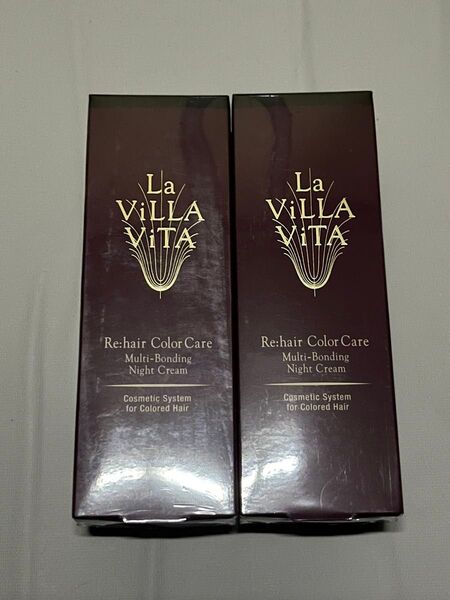 La
ViLLA
ViTA
Re:hair Color Care
Multi-Bonding
Night Cream
Cosmetic System
for Colored Hair
La
ViLLA
ViTA
Re:hair Color Care
Multi-Bonding
Night Cream
Cosmetic System
for Colored Hair